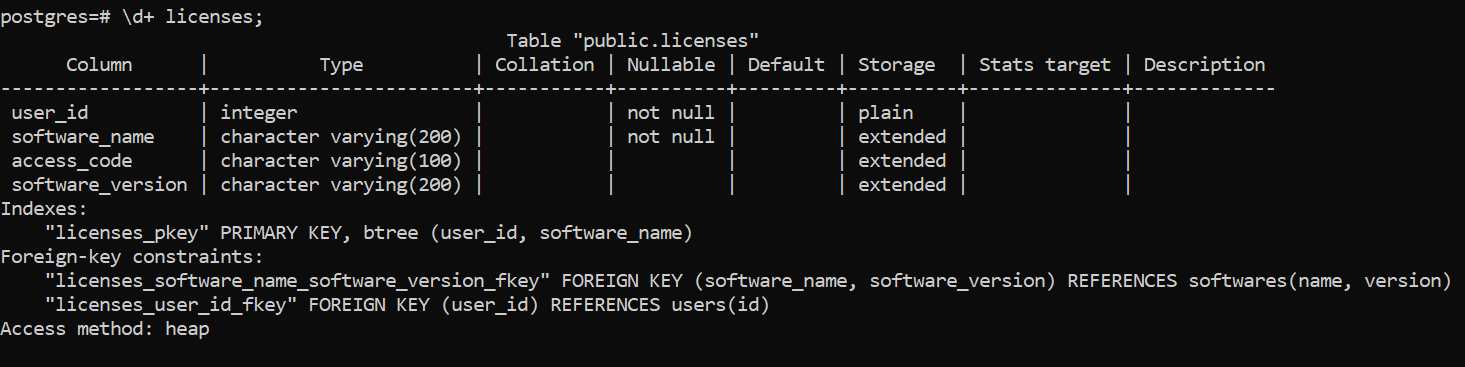 postgres=# \d+ licenses;
                                              Table "public.licenses"
      Column      |          Type          | Collation | Nullable | Default | Storage  | Stats target | Description
------------------+------------------------+-----------+----------+---------+----------+--------------+-------------
 user_id          | integer                |           | not null |         | plain    |              |
 software_name    | character varying(200) |           | not null |         | extended |              |
 access_code      | character varying(100) |           |          |         | extended |              |
 software_version | character varying(200) |           |          |         | extended |              |
Indexes:
    "licenses_pkey" PRIMARY KEY, btree (user_id, software_name)
Foreign-key constraints:
    "licenses_software_name_software_version_fkey" FOREIGN KEY (software_name, software_version) REFERENCES softwares(name, version)
    "licenses_user_id_fkey" FOREIGN KEY (user_id) REFERENCES users(id)
Access method: heap